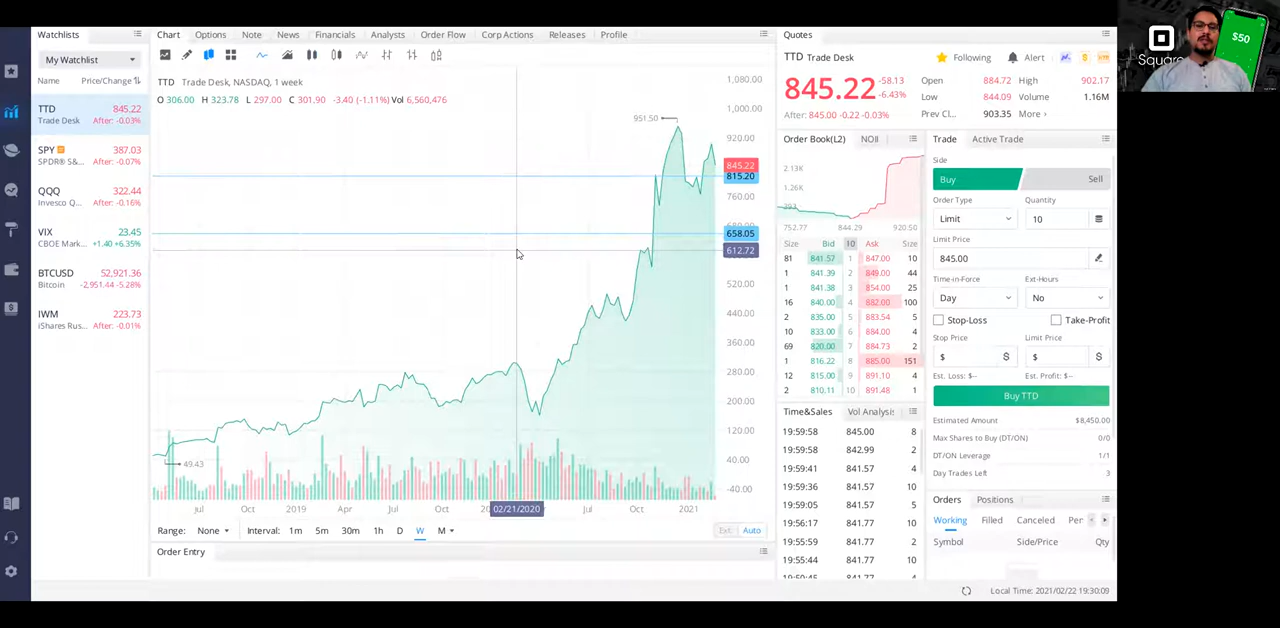 Watchlists
My Watchlist
Name Price/Change
TTD 845.22
Trade Desk After: -0.03%
SPY 387.03
SPDR® S&... After: -0.07%
QQQ 322.44
Invesco Q... After: -0.16%
VIX 23.45
CBOE Mark... +1.40 +6.35%
BTCUSD 52,921.36
Bitcoin -2,951.44 -5.28%
IWM 223.73
iShares Rus... After: -0.01%
Chart Options Note News Financials Analysts Order Flow Corp Actions Releases Profile
TTD Trade Desk, NASDAQ, 1 week
O 306.00 H 323.78 L 297.00 C 301.90 -3.40 (-1.11%) Vol 6,560,476
1,080.00
1,000.00
951.50
920.00
845.22
815.20
760.00
658.05
612.72
520.00
440.00
360.00
280.00
200.00
120.00
49.43
40.00
-40.00
Jul Oct 2019 Apr Jul Oct 02/21/2020 Jul Oct 2021
Range: None Interval: 1m 5m 30m 1h D W M Ext Auto
Order Entry
Quotes
TTD Trade Desk Following Alert
845.22 -58.13
-6.43%
After: 845.00 -0.22 -0.03%
Open 884.72 High 902.17
Low 844.09 Volume 1.16M
Prev Cl... 903.35 More ›
Order Book(L2) NOII
2.13K
1.26K
393
752.77 844.29 920.50
Size Bid 10 Ask Size
81 841.57 1 847.00 10
1 841.39 2 849.00 44
1 841.38 3 854.00 25
16 840.00 4 882.00 100
2 835.00 5 883.54 5
10 833.00 6 884.00 4
69 820.00 7 884.73 2
1 816.22 8 885.00 151
12 815.00 9 891.10 4
2 810.11 10 891.48 1
Time&Sales Vol Analysi
19:59:58 845.00 8
19:59:58 842.99 2
19:59:41 841.57 4
19:59:36 841.57 10
19:59:05 841.57 5
19:56:17 841.77 10
19:55:59 841.77 2
19:55:44 841.77 10
19:50:45 841.77 6
Trade Active Trade
Side
Buy Sell
Order Type Quantity
Limit 10
Limit Price
845.00
Time-in-Force Ext-Hours
Day No
Stop-Loss Take-Profit
Stop Price Limit Price
$ $ $ $
Est. Loss: $-- Est. Profit: $--
Buy TTD
Estimated Amount $8,450.00
Max Shares to Buy (DT/ON) 0/0
DT/ON Leverage 1/1
Day Trades Left 3
Orders Positions
Working Filled Canceled Per
Symbol Side/Price Qty
Local Time: 2021/02/22 19:30:09
Square
$50